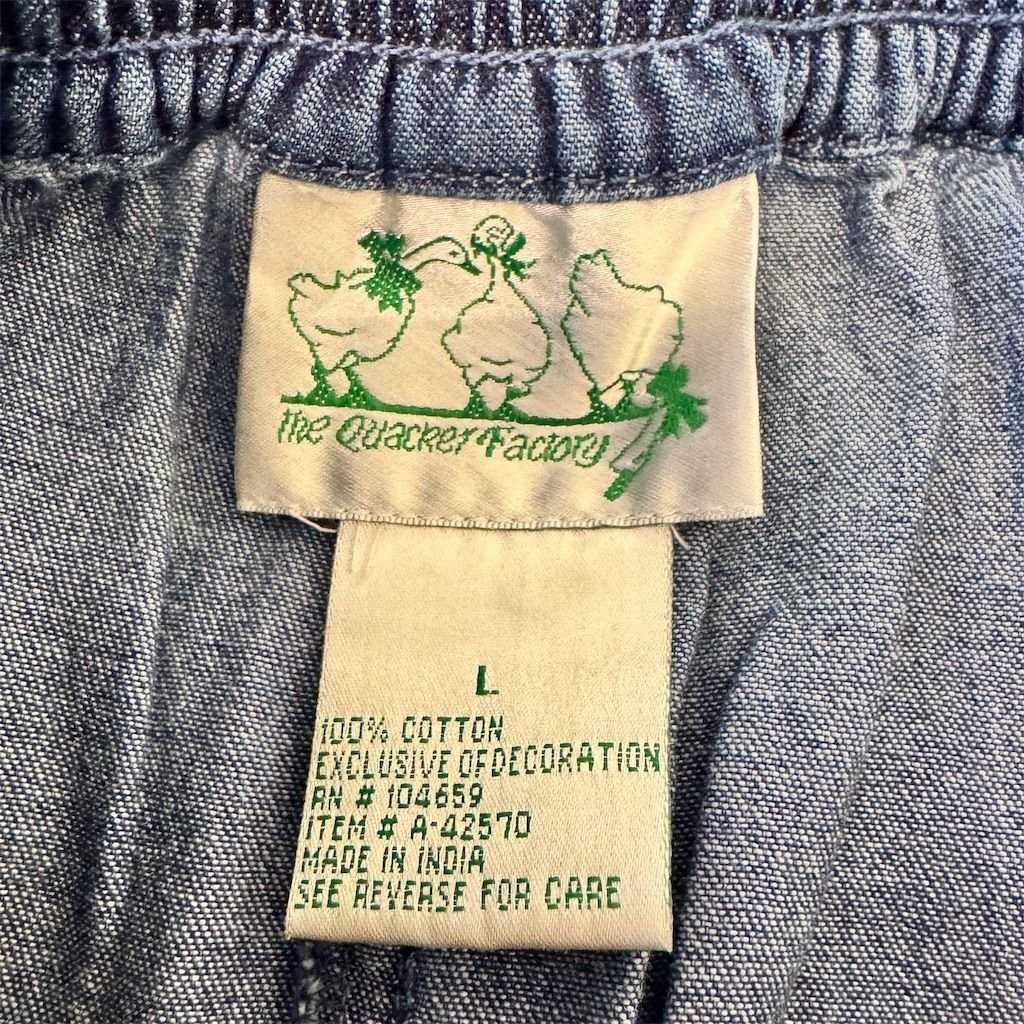 The Quacker Factory
L
100% COTTON
EXCLUSIVE OF DECORATION
RN # 104659
ITEM # A-42570
MADE IN INDIA
SEE REVERSE FOR CARE